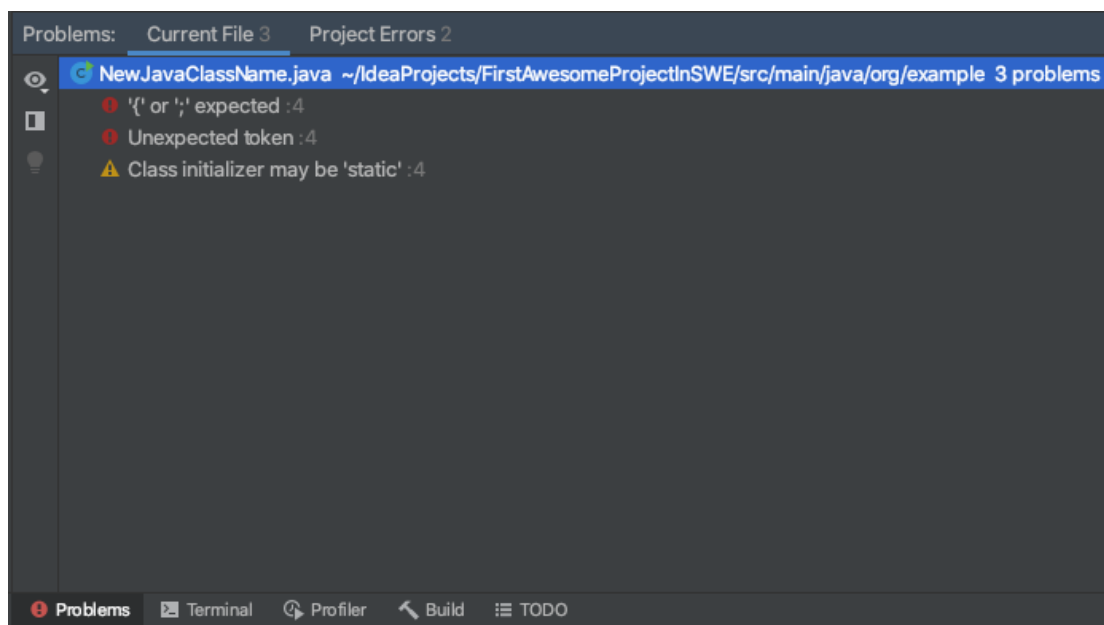 Problems: Current File 3 Project Errors 2
NewJavaClassName.java ~/IdeaProjects/FirstAwesomeProjectInSWE/src/main/java/org/example 3 problems
'{' or ';' expected :4
Unexpected token :4
Class initializer may be 'static' :4
Problems Terminal Profiler Build TODO